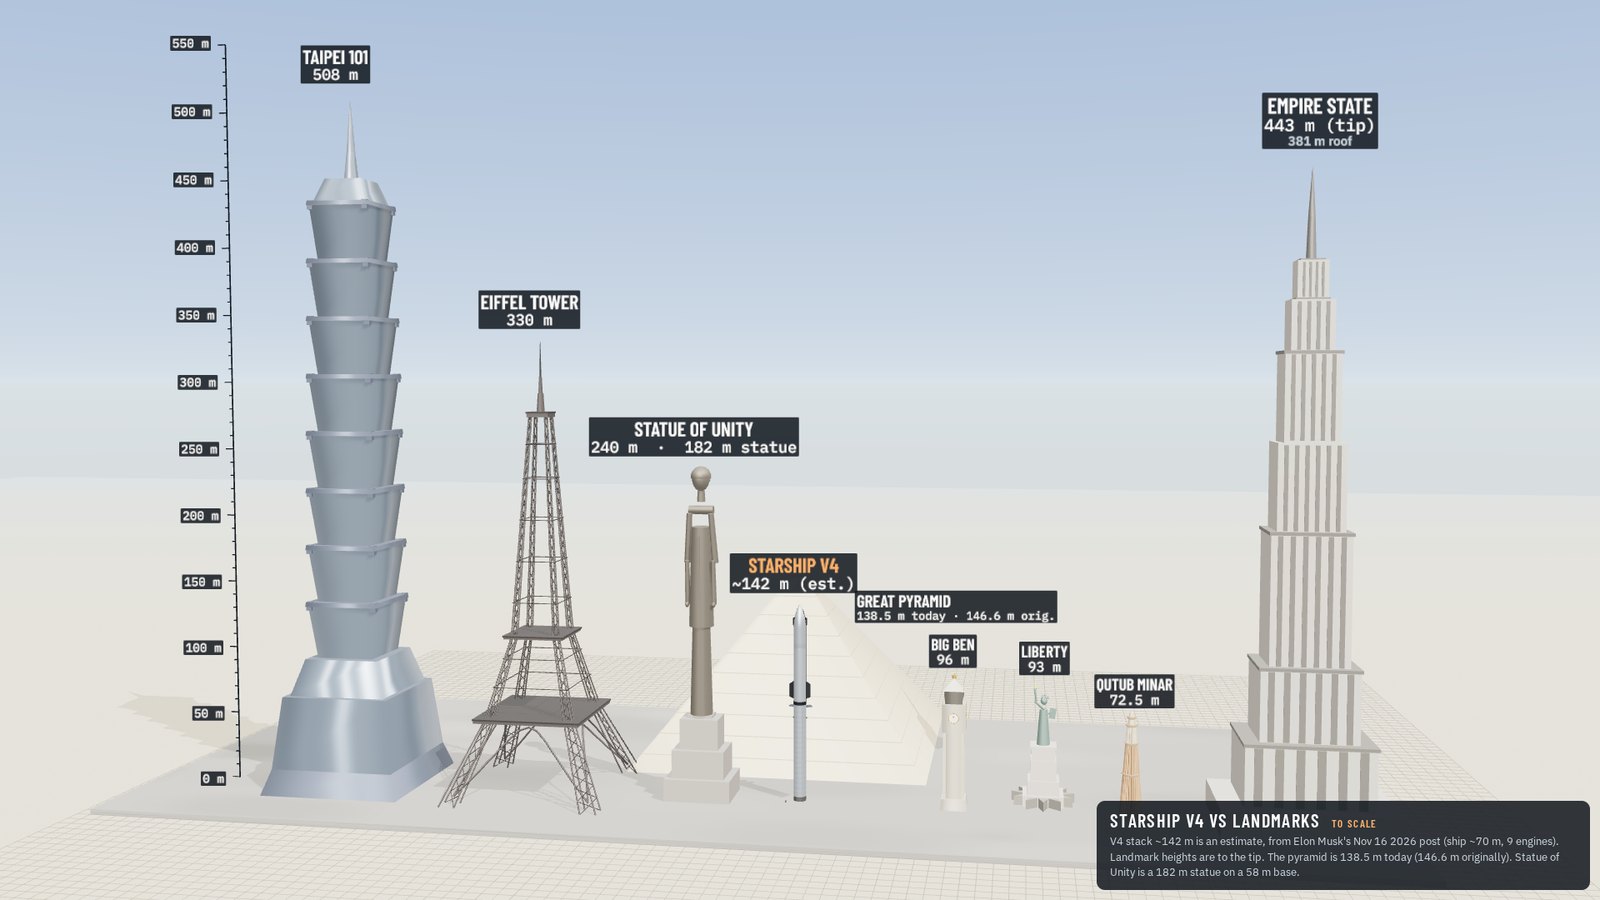 550 m
500 m
450 m
400 m
350 m
300 m
250 m
200 m
150 m
100 m
50 m
0 m
TAIPEI 101
508 m
EIFFEL TOWER
330 m
STATUE OF UNITY
240 m · 182 m statue
STARSHIP V4
~142 m (est.)
GREAT PYRAMID
138.5 m today · 146.6 m orig.
BIG BEN
96 m
LIBERTY
93 m
QUTUB MINAR
72.5 m
EMPIRE STATE
443 m (tip)
381 m roof
STARSHIP V4 VS LANDMARKS TO SCALE
V4 stack ~142 m is an estimate, from Elon Musk's Nov 16 2026 post (ship ~70 m, 9 engines).
Landmark heights are to the tip. The pyramid is 138.5 m today (146.6 m originally). Statue of
Unity is a 182 m statue on a 58 m base.